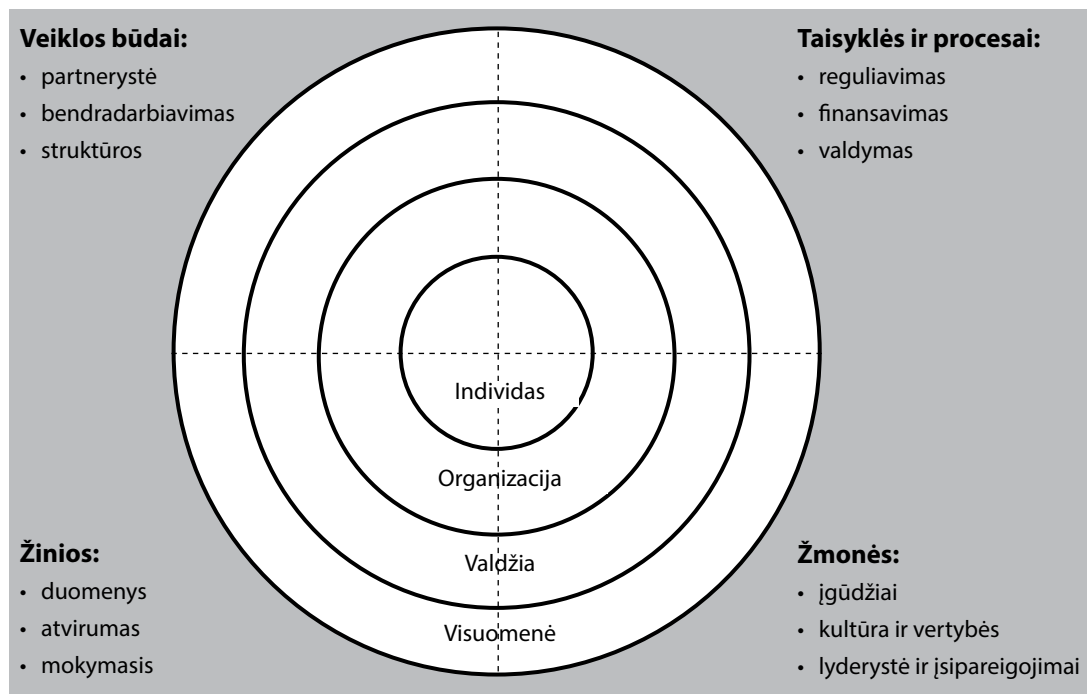 Veiklos būdai:
• partnerystė
• bendradarbiavimas
• struktūros
Taisyklės ir procesai:
• reguliavimas
• finansavimas
• valdymas
Individas
Organizacija
Valdžia
Visuomenė
Žinios:
• duomenys
• atvirumas
• mokymasis
Žmonės:
• įgūdžiai
• kultūra ir vertybės
• lyderystė ir įsipareigojimai